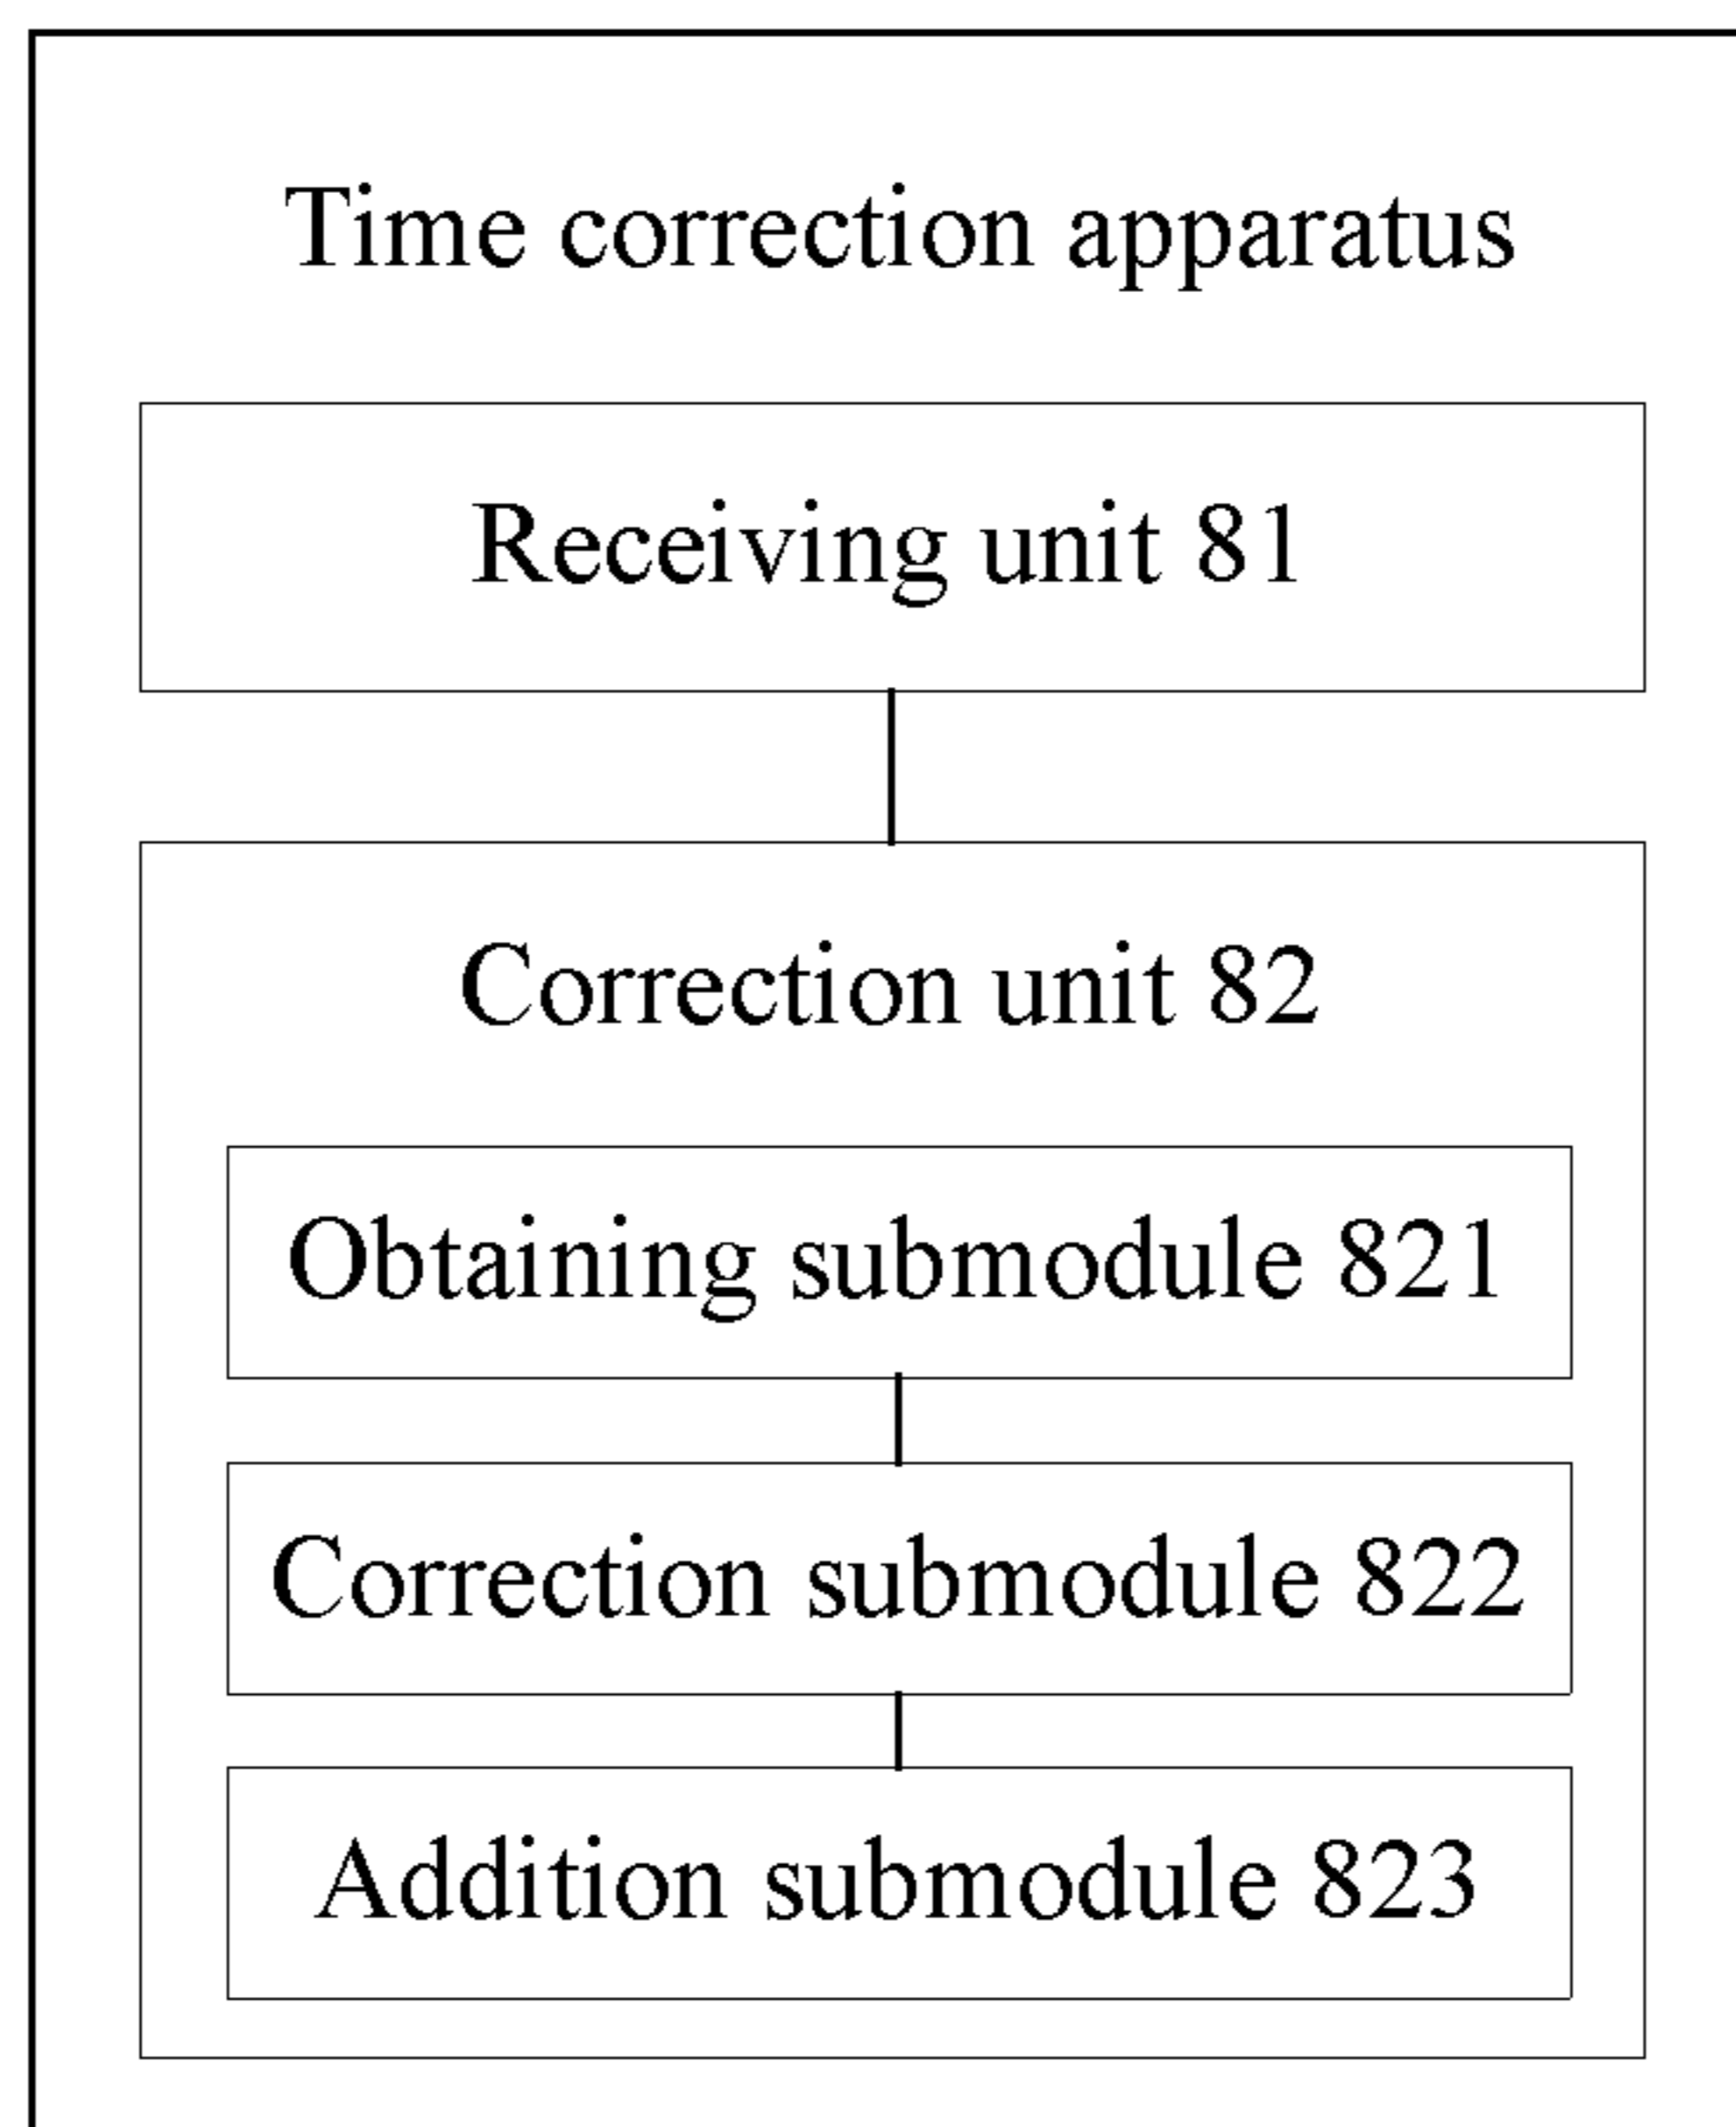 Time correction apparatus
Receiving unit 81
Correction unit 82
Obtaining submodule 821
Correction submodule 822
Addition submodule 823